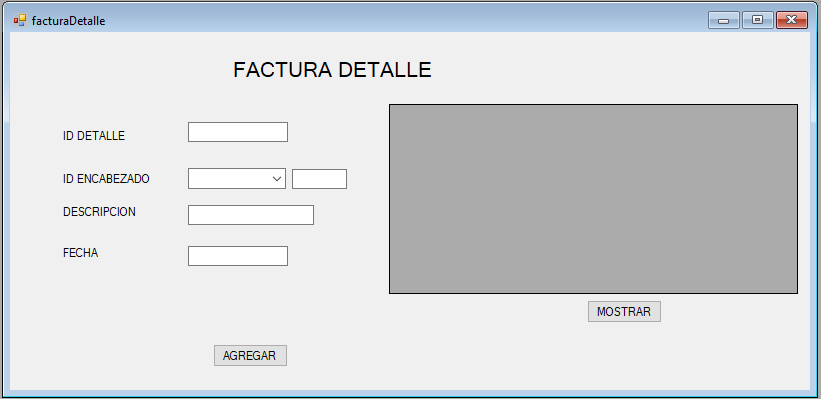 facturaDetalle
FACTURA DETALLE
ID DETALLE
ID ENCABEZADO
DESCRIPCION
FECHA
MOSTRAR
AGREGAR